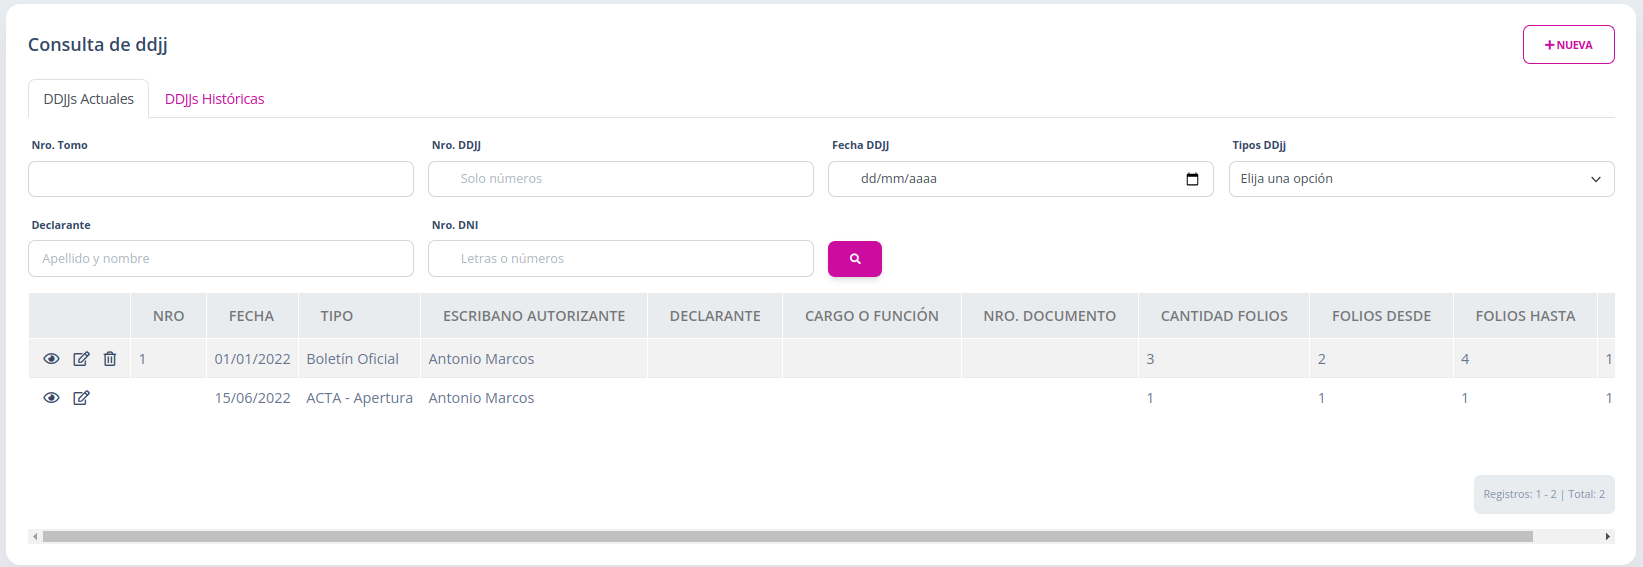 Consulta de ddjj
NUEVA
DDJJs Actuales DDJJs Históricas
Nro. Tomo Nro. DDJJ Fecha DDJJ Tipos DDjj
Solo números dd/mm/aaaa Elija una opción
Declarante Nro. DNI
Apellido y nombre Letras o números
NRO FECHA TIPO ESCRIBANO AUTORIZANTE DECLARANTE CARGO O FUNCIÓN NRO. DOCUMENTO CANTIDAD FOLIOS FOLIOS DESDE FOLIOS HASTA
1 01/01/2022 Boletín Oficial Antonio Marcos 3 2 4 1
15/06/2022 ACTA - Apertura Antonio Marcos 1 1 1 1
Registros: 1 - 2 | Total: 2